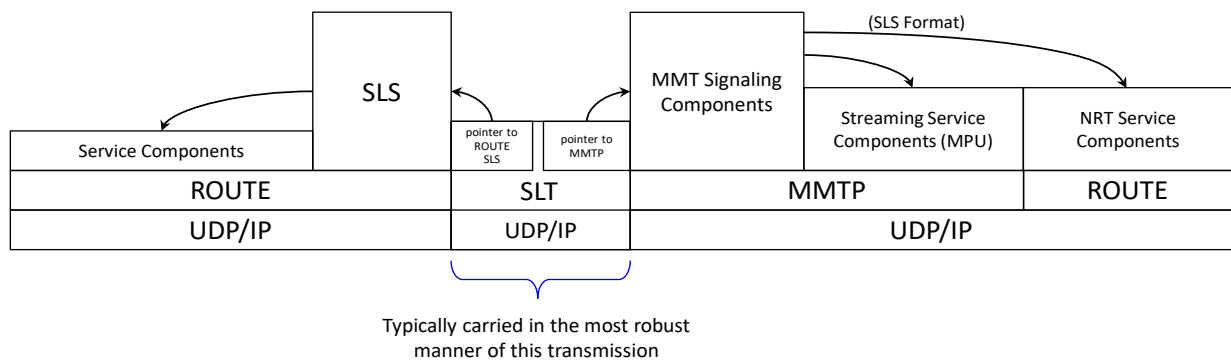 (SLS Format)
SLS
MMT Signaling
Components
Service Components
pointer to
ROUTE
SLS
pointer to
MMTP
Streaming Service
Components (MPU)
NRT Service
Components
ROUTE
SLT
MMTP
ROUTE
UDP/IP
UDP/IP
UDP/IP
Typically carried in the most robust
manner of this transmission